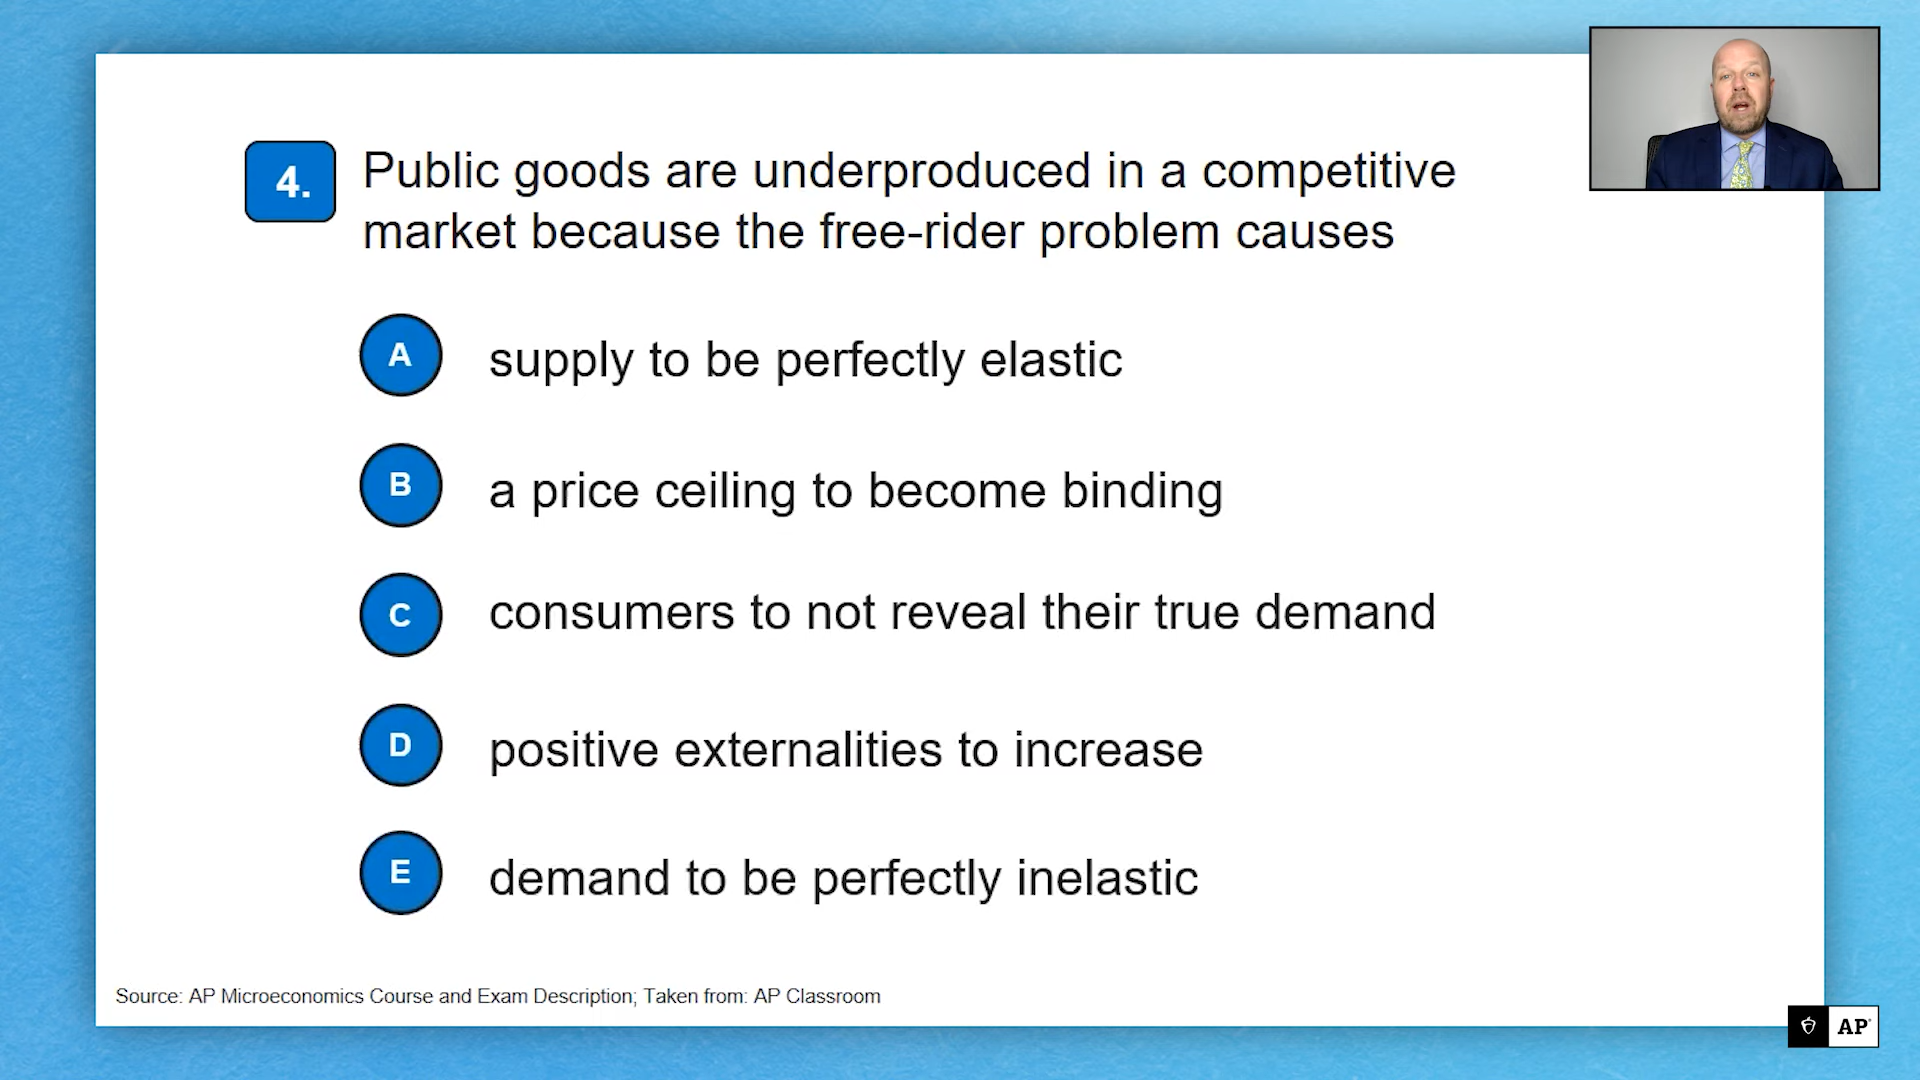 4.
Public goods are underproduced in a competitive
market because the free-rider problem causes
A
supply to be perfectly elastic
B
a price ceiling to become binding
C
consumers to not reveal their true demand
D
positive externalities to increase
E
demand to be perfectly inelastic
Source: AP Microeconomics Course and Exam Description; Taken from: AP Classroom
AP